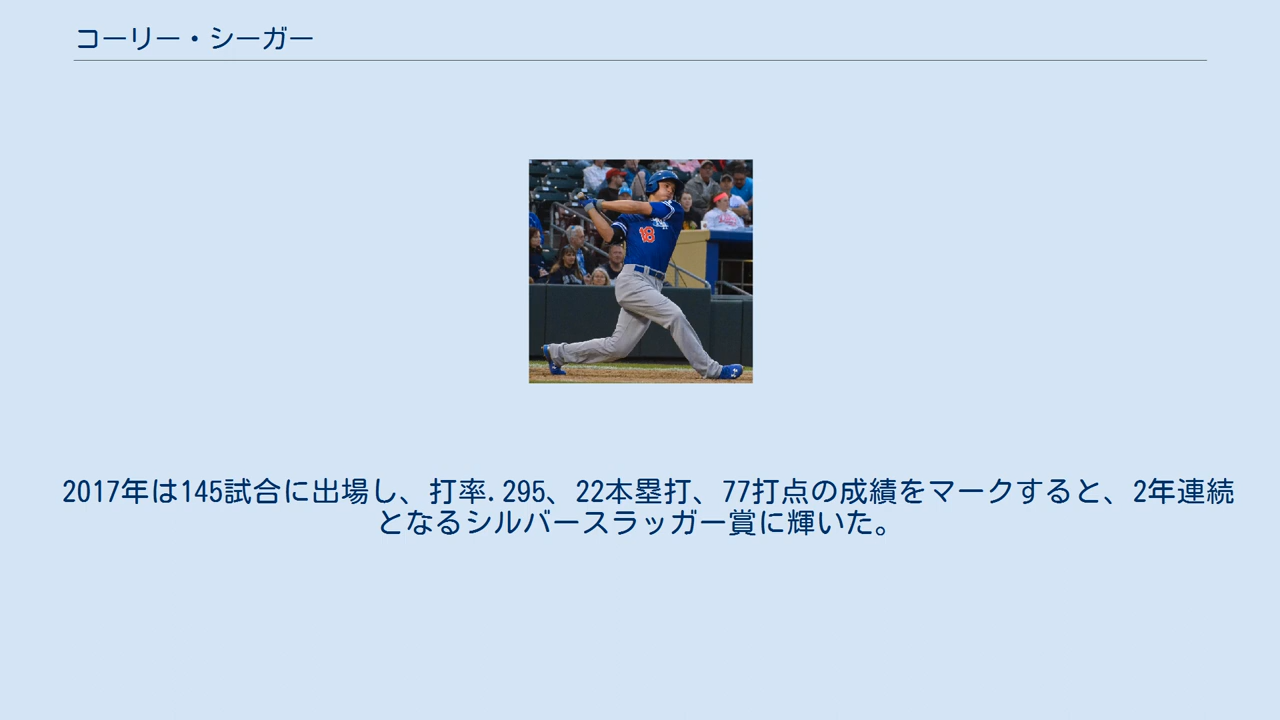 コーリー・シーガー
18
2017年は145試合に出場し、打率.295、22本塁打、77打点の成績をマークすると、2年連続
となるシルバースラッガー賞に輝いた。